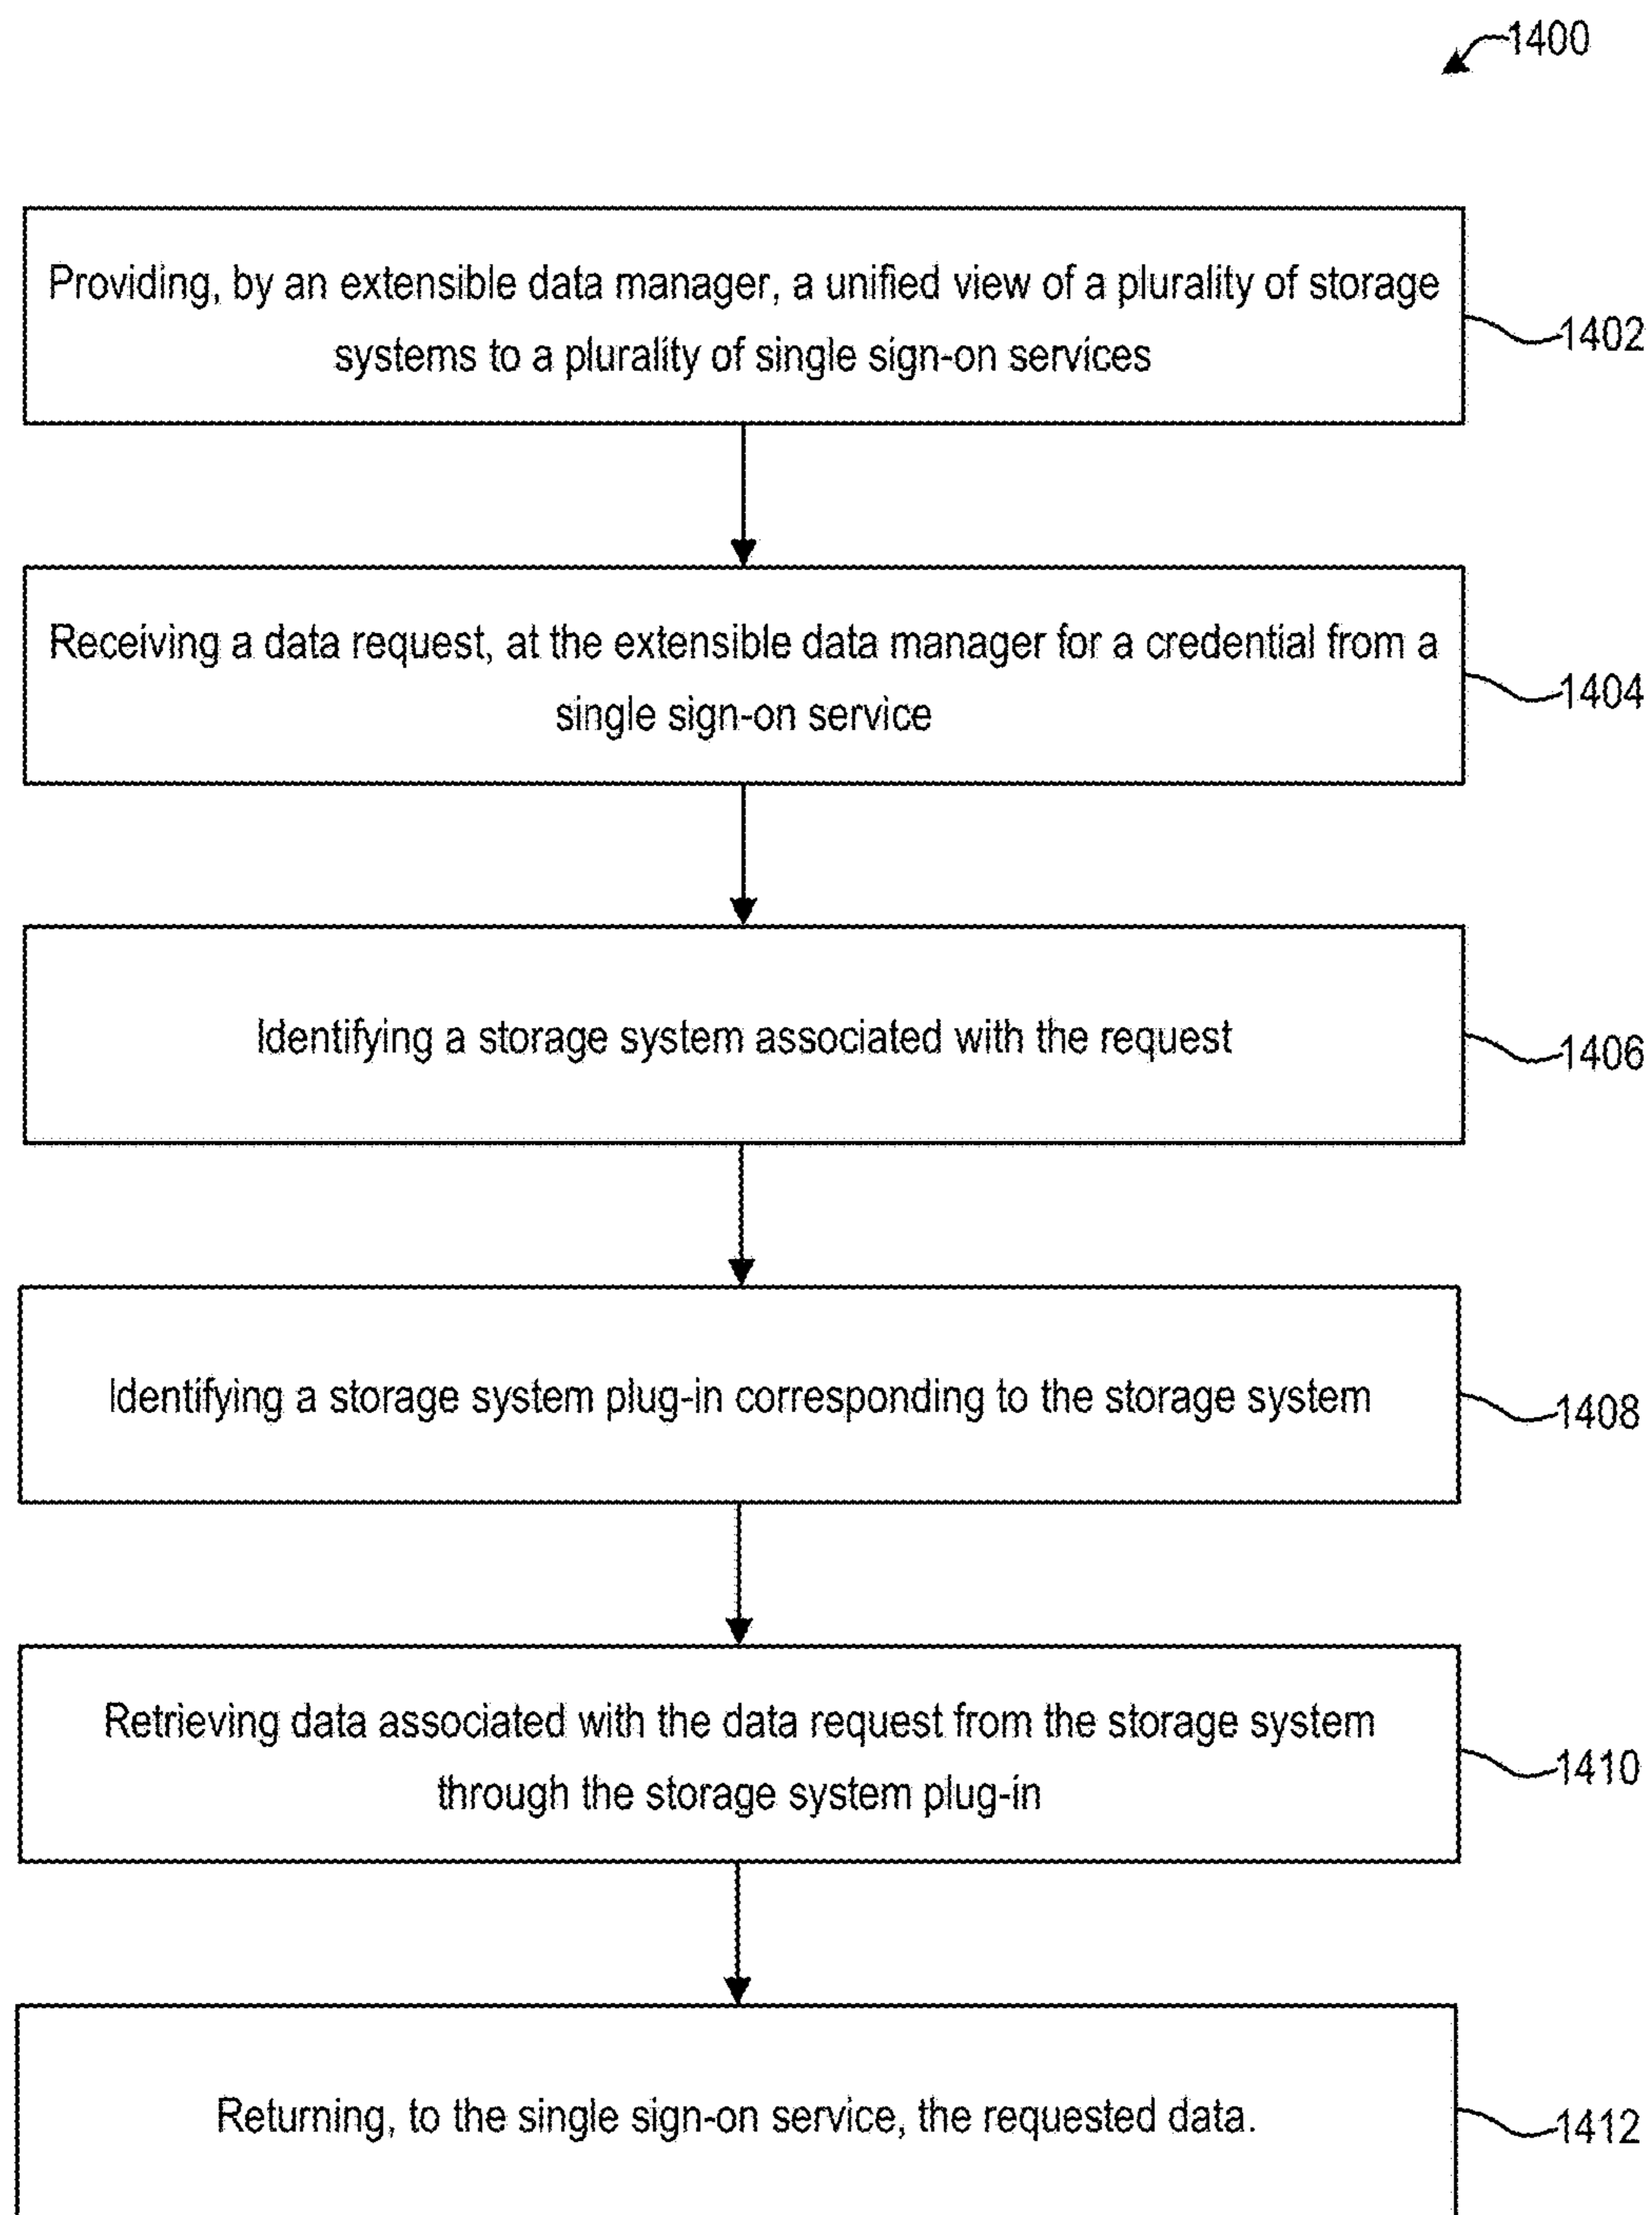 1400
Providing, by an extensible data manager, a unified view of a plurality of storage
systems to a plurality of single sign-on services
1402
Receiving a data request, at the extensible data manager for a credential from a
single sign-on service
1404
Identifying a storage system associated with the request
1406
Identifying a storage system plug-in corresponding to the storage system
1408
Retrieving data associated with the data request from the storage system
through the storage system plug-in
1410
Returning, to the single sign-on service, the requested data.
1412